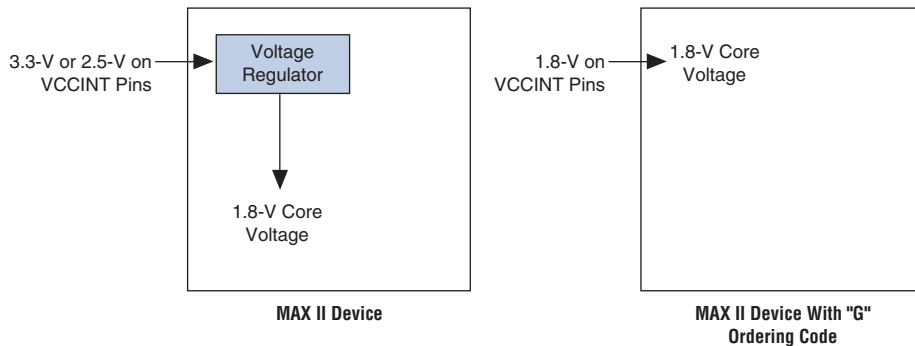 3.3-V or 2.5-V on
VCCINT Pins
Voltage
Regulator
1.8-V Core
Voltage
MAX II Device
1.8-V on
VCCINT Pins
1.8-V Core
Voltage
MAX II Device With "G"
Ordering Code